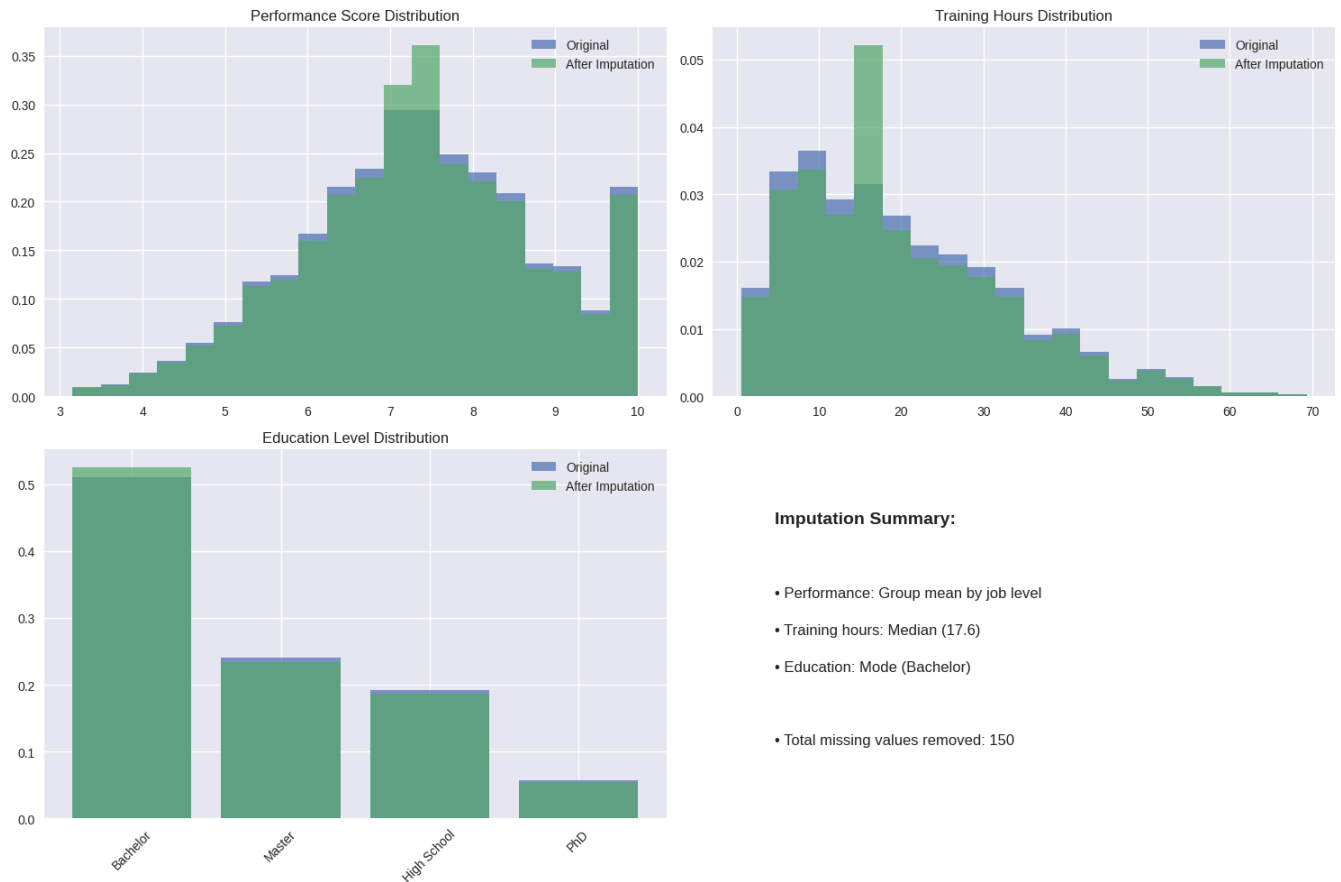 Performance Score Distribution
Original
After Imputation
0.35
0.30
0.25
0.20
0.15
0.10
0.05
0.00
3 4 5 6 7 8 9 10
Training Hours Distribution
Original
After Imputation
0.05
0.04
0.03
0.02
0.01
0.00
0 10 20 30 40 50 60 70
Education Level Distribution
Original
After Imputation
0.5
0.4
0.3
0.2
0.1
0.0
Bachelor
Master
High School
PhD
Imputation Summary:
• Performance: Group mean by job level
• Training hours: Median (17.6)
• Education: Mode (Bachelor)
• Total missing values removed: 150